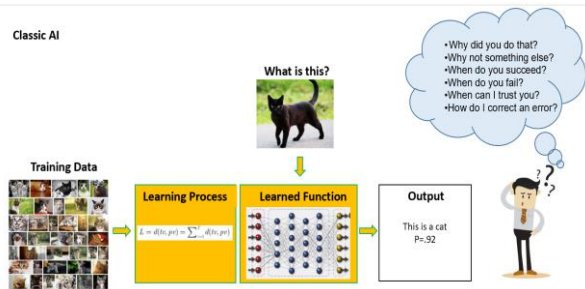 Classic AI
What is this?
•Why did you do that?
•Why not something else?
•When do you succeed?
•When do you fail?
•When can I trust you?
•How do I correct an error?
Training Data
Learning Process
Learned Function
Output
This is a cat
P=.92
? ? ?